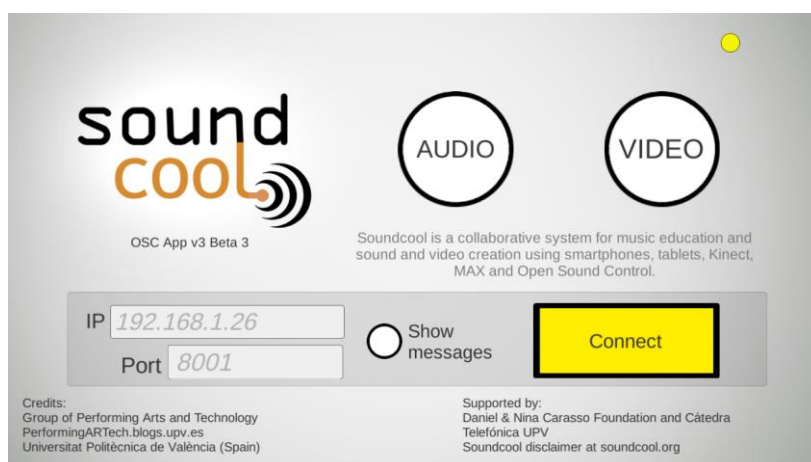 sound
cool
OSC App v3 Beta 3
AUDIO
VIDEO
Soundcool is a collaborative system for music education and
sound and video creation using smartphones, tablets, Kinect,
MAX and Open Sound Control.
IP 192.168.1.26
Port 8001
Show
messages
Connect
Credits:
Group of Performing Arts and Technology
PerformingARTech.blogs.upv.es
Universitat Politècnica de València (Spain)
Supported by:
Daniel & Nina Carasso Foundation and Cátedra
Telefónica UPV
Soundcool disclaimer at soundcool.org